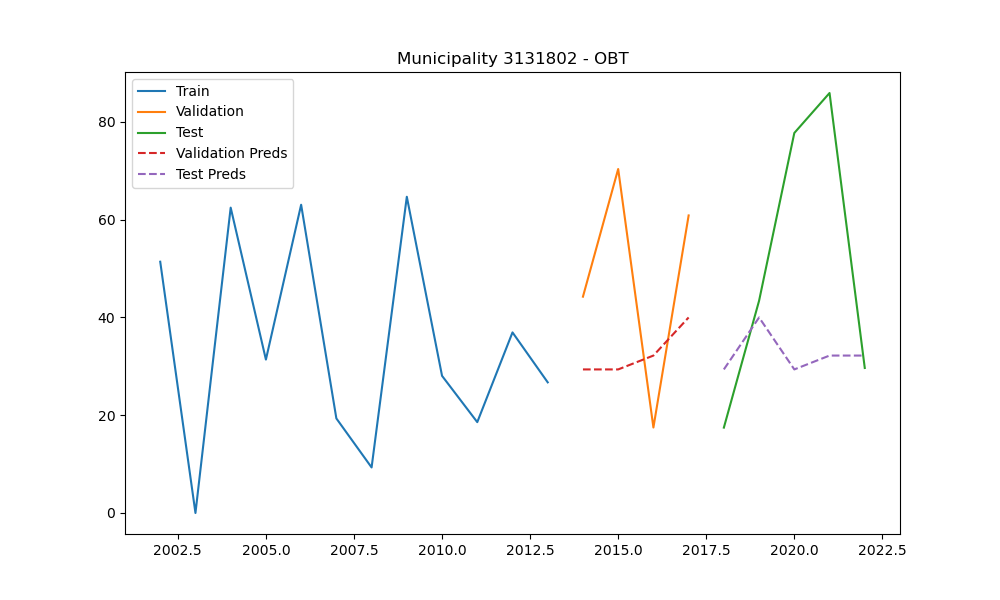 Municipality 3131802 - OBT
Train
Validation
Test
Validation Preds
Test Preds
80
60
40
20
0
2002.5 2005.0 2007.5 2010.0 2012.5 2015.0 2017.5 2020.0 2022.5